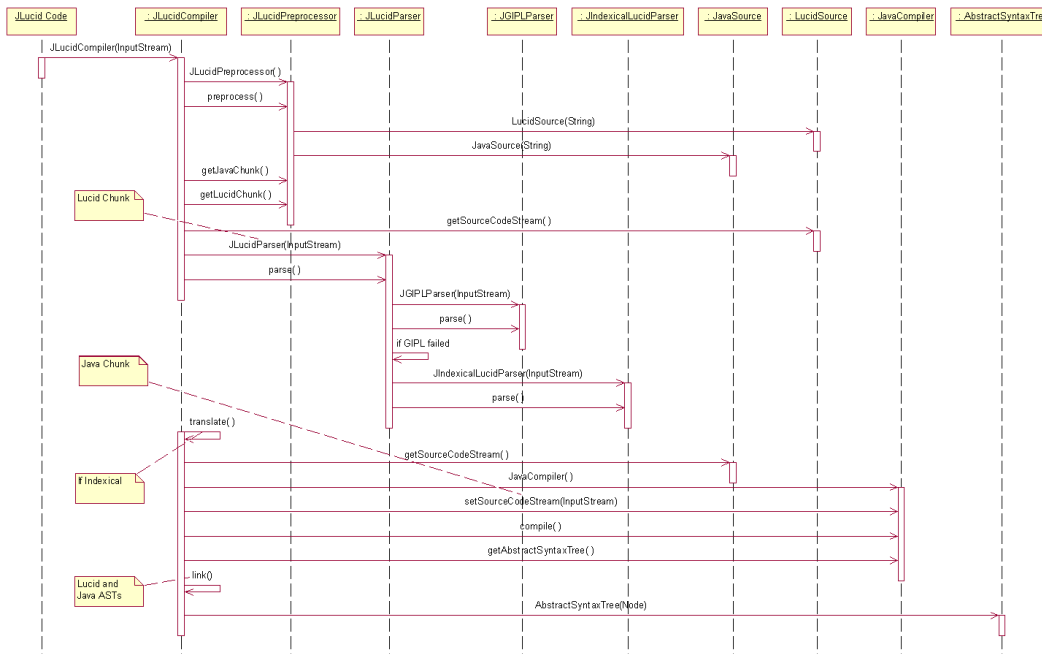 JLucid Code
: JLucidCompiler
: JLucidPreprocessor
: JLucidParser
: JGIPLParser
: JIndexicalLucidParser
: JavaSource
: LucidSource
: JavaCompiler
: AbstractSyntaxTree
JLucidCompiler(InputStream)
JLucidPreprocessor( )
preprocess( )
LucidSource(String)
JavaSource(String)
getJavaChunk( )
getLucidChunk( )
Lucid Chunk
getSourceCodeStream( )
JLucidParser(InputStream)
parse( )
JGIPLParser(InputStream)
parse( )
if GIPL failed
Java Chunk
JIndexicalLucidParser(InputStream)
parse( )
translate( )
getSourceCodeStream( )
JavaCompiler( )
If Indexical
setSourceCodeStream(InputStream)
compile( )
getAbstractSyntaxTree( )
link()
Lucid and
Java ASTs
AbstractSyntaxTree(Node)